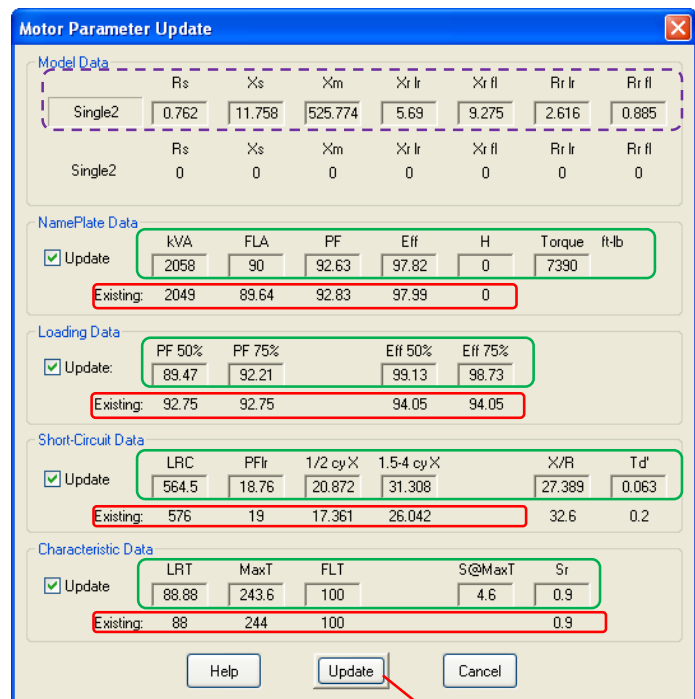 Motor Parameter Update
Model Data
Rs Xs Xm Xr lr Xr fl Rr lr Rr fl
Single2 0.762 11.758 525.774 5.69 9.275 2.616 0.885
Rs Xs Xm Xr lr Xr fl Rr lr Rr fl
Single2 0 0 0 0 0 0 0
NamePlate Data
kVA FLA PF Eff H Torque ft-lb
Update 2058 90 92.63 97.82 0 7390
Existing: 2049 89.64 92.83 97.99 0
Loading Data
PF 50% PF 75% Eff 50% Eff 75%
Update: 89.47 92.21 99.13 98.73
Existing: 92.75 92.75 94.05 94.05
Short-Circuit Data
LRC PFlr 1/2 cy X 1.5-4 cy X X/R Td'
Update 564.5 18.76 20.872 31.308 27.389 0.063
Existing: 576 19 17.361 26.042 32.6 0.2
Characteristic Data
LRT MaxT FLT S@MaxT Sr
Update 88.88 243.6 100 4.6 0.9
Existing: 88 244 100 0.9
Help Update Cancel